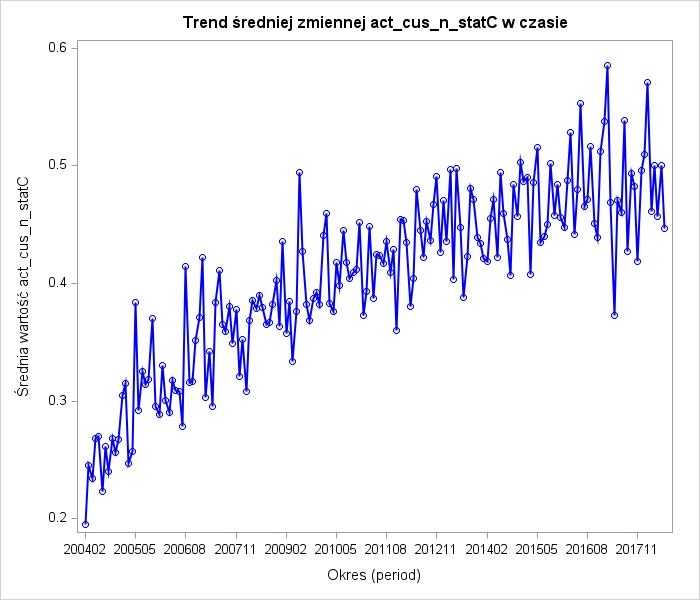 Trend średniej zmiennej act_cus_n_statC w czasie
Średnia wartość act_cus_n_statC
0.6
0.5
0.4
0.3
0.2
200402 200505 200608 200711 200902 201005 201108 201211 201402 201505 201608 201711
Okres (period)